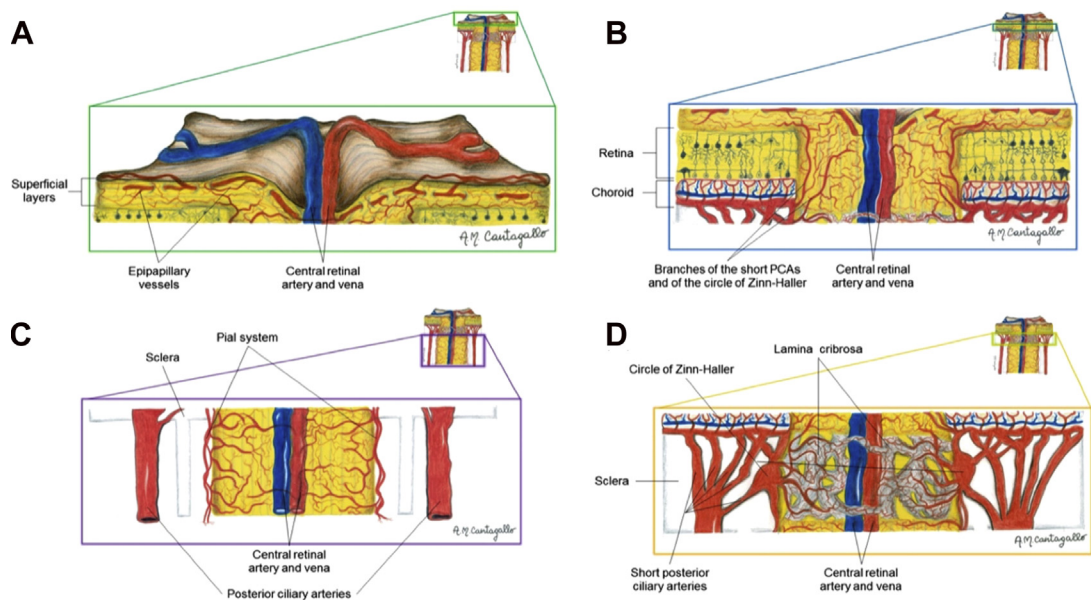 A
Superficial
layers
Epipapillary
vessels
Central retinal
artery and vena
A.M. Cantagallo
B
Retina
Choroid
Branches of the short PCAs
and of the circle of Zinn-Haller
Central retinal
artery and vena
A.M. Cantagallo
C
Pial system
Sclera
Central retinal
artery and vena
Posterior ciliary arteries
A.M. Cantagallo
D
Lamina cribrosa
Circle of Zinn-Haller
Sclera
Short posterior
ciliary arteries
Central retinal
artery and vena
A.M. Cantagallo